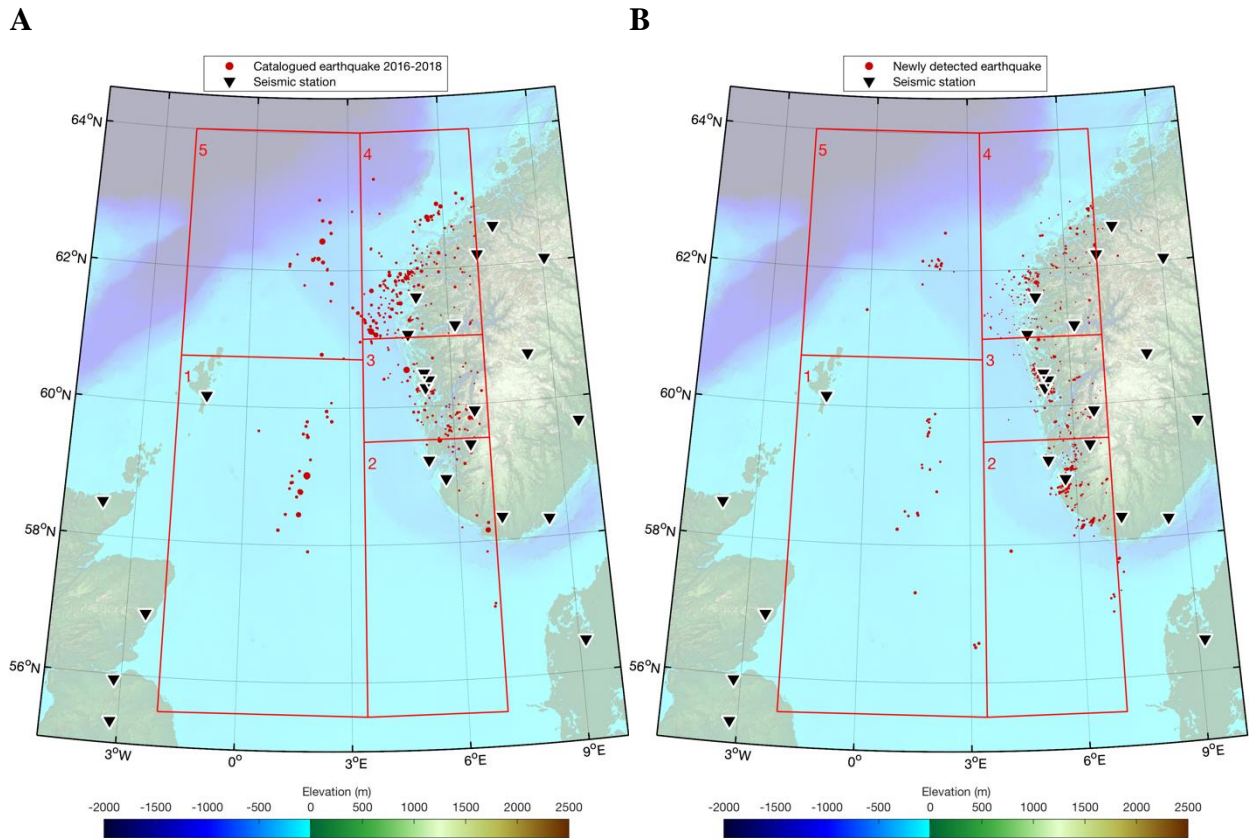 A
B
Catalogued earthquake 2016-2018
Seismic station
Newly detected earthquake
Seismic station
64°N
62°N
60°N
58°N
56°N
5
4
3
1
2
3°W
0°
3°E
6°E
9°E
64°N
62°N
60°N
58°N
56°N
5
4
3
1
2
3°W
0°
3°E
6°E
9°E
Elevation (m)
-2000 -1500 -1000 -500 0 500 1000 1500 2000 2500
Elevation (m)
-2000 -1500 -1000 -500 0 500 1000 1500 2000 2500